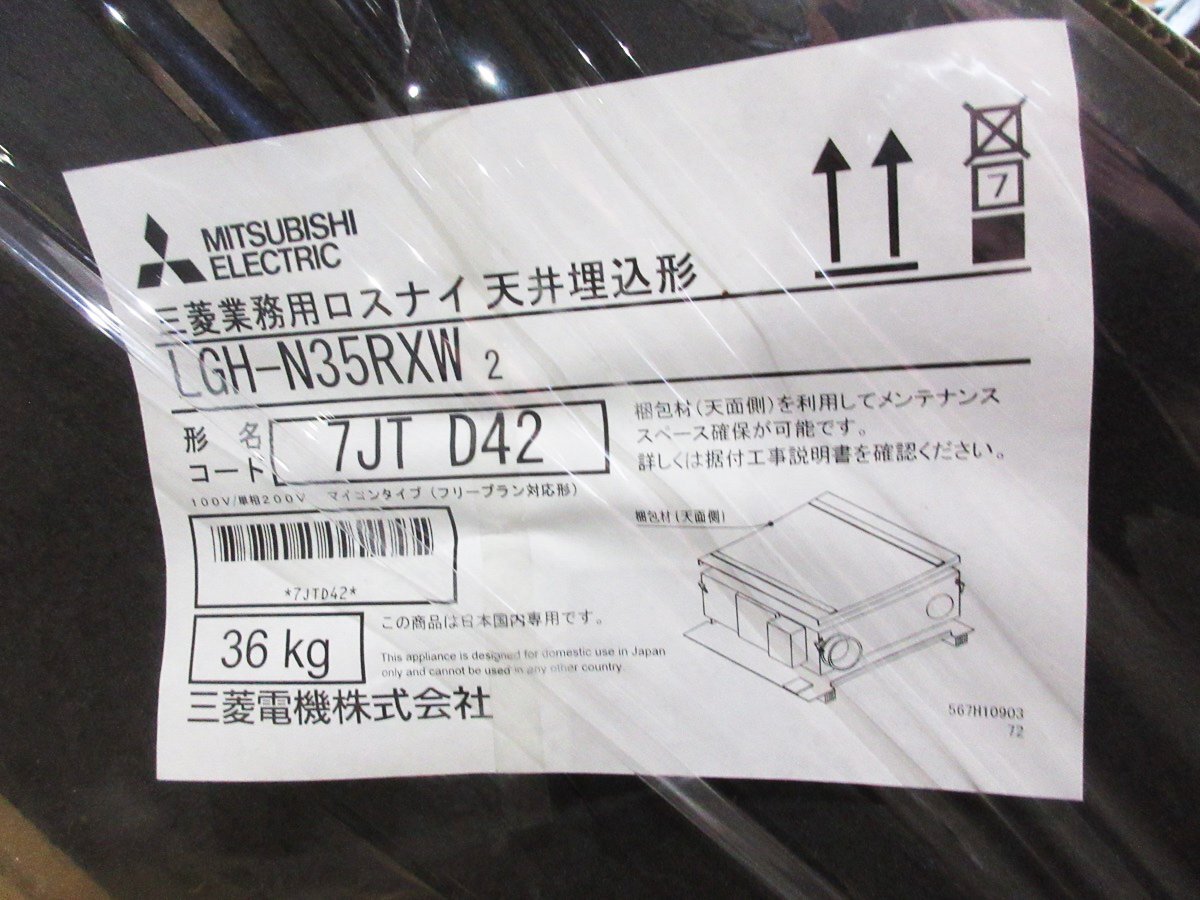 MITSUBISHI
ELECTRIC
7
三菱業務用ロスナイ 天井埋込形
LGH-N35RXW 2
形名
コード
7JT D42
100V/単相200V マイコンタイプ (フリープラン対応形)
*7JTD42*
36 kg
この商品は日本国内専用です。
This appliance is designed for domestic use in Japan
only and cannot be used in any other country.
三菱電機株式会社
梱包材(天面側)を利用してメンテナンス
スペース確保が可能です。
詳しくは据付工事説明書を確認ください。
梱包材(天面側)
567H10903
72